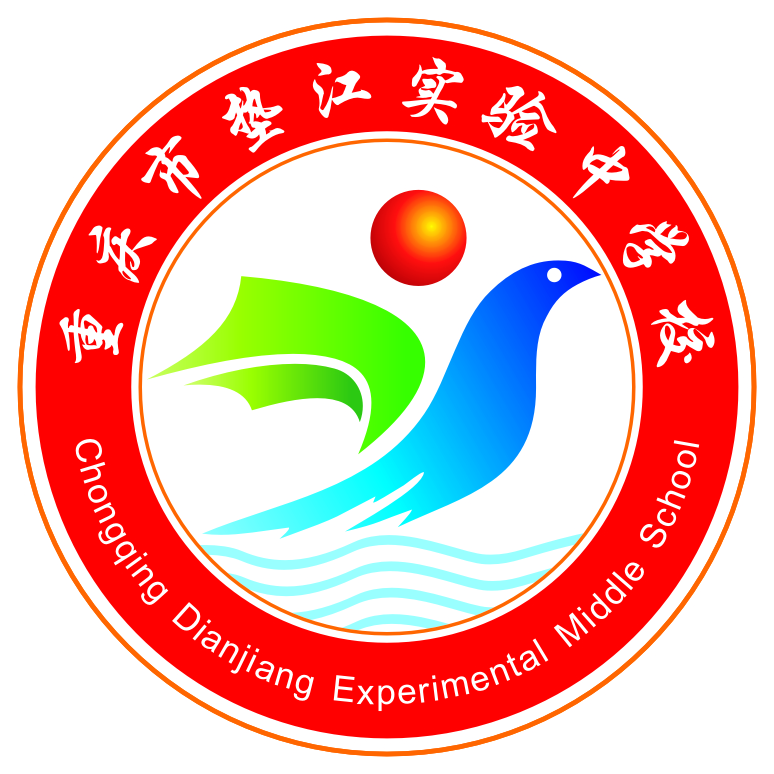 重庆市垫江实验中学校
Chongqing Dianjiang Experimental Middle School